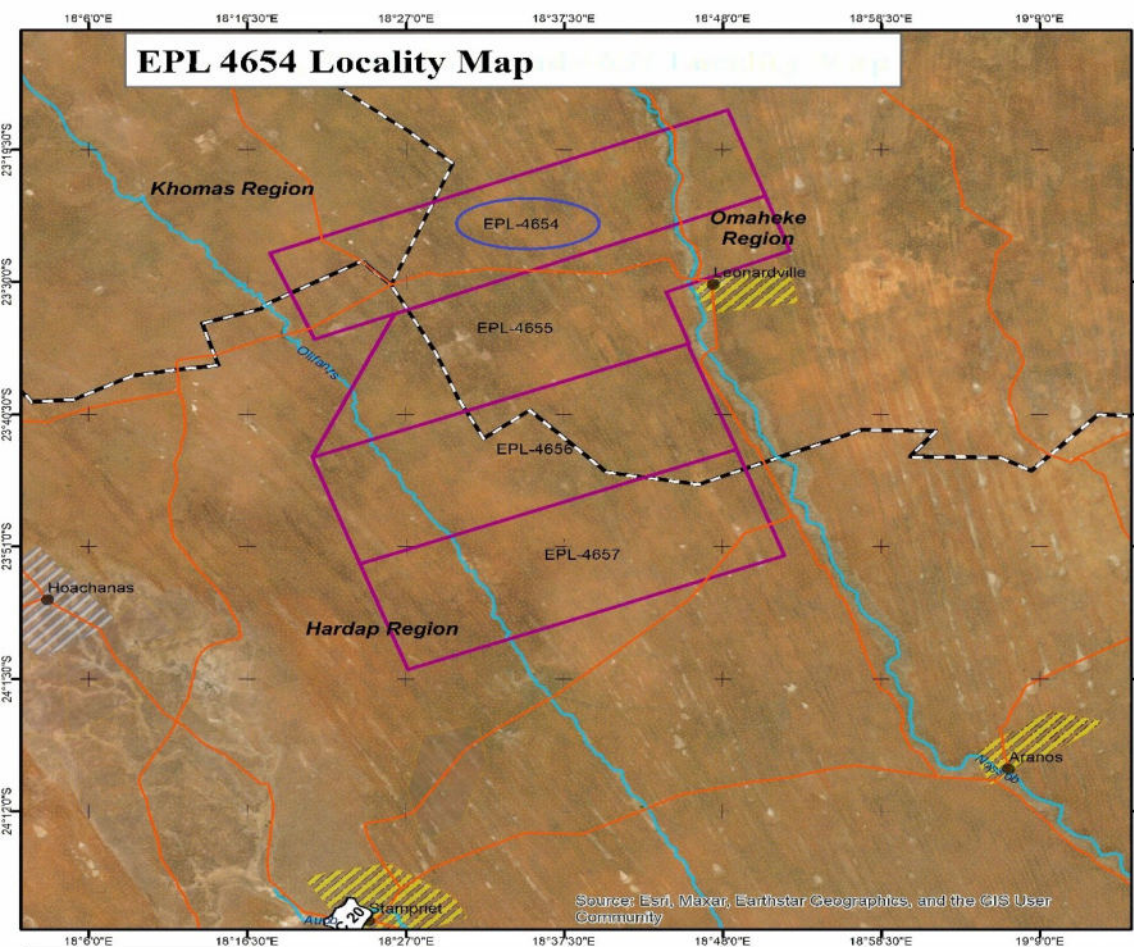 18°6'0"E 18°16'30"E 18°27'0"E 18°37'30"E 18°48'0"E 18°58'30"E 19°9'0"E
EPL 4654 Locality Map
23°19'30"S
Khomas Region
EPL-4654
Omaheke
Region
23°30'0"S
Leonardville
EPL-4655
Olifants
23°40'30"S
EPL-4656
23°51'0"S
EPL-4657
Hoachanas
Hardap Region
24°1'30"S
Aranos
Nossob
24°12'0"S
Stampriet
20
Source: Esri, Maxar, Earthstar Geographics, and the GIS User
Community
18°6'0"E 18°16'30"E 18°27'0"E 18°37'30"E 18°48'0"E 18°58'30"E 19°9'0"E